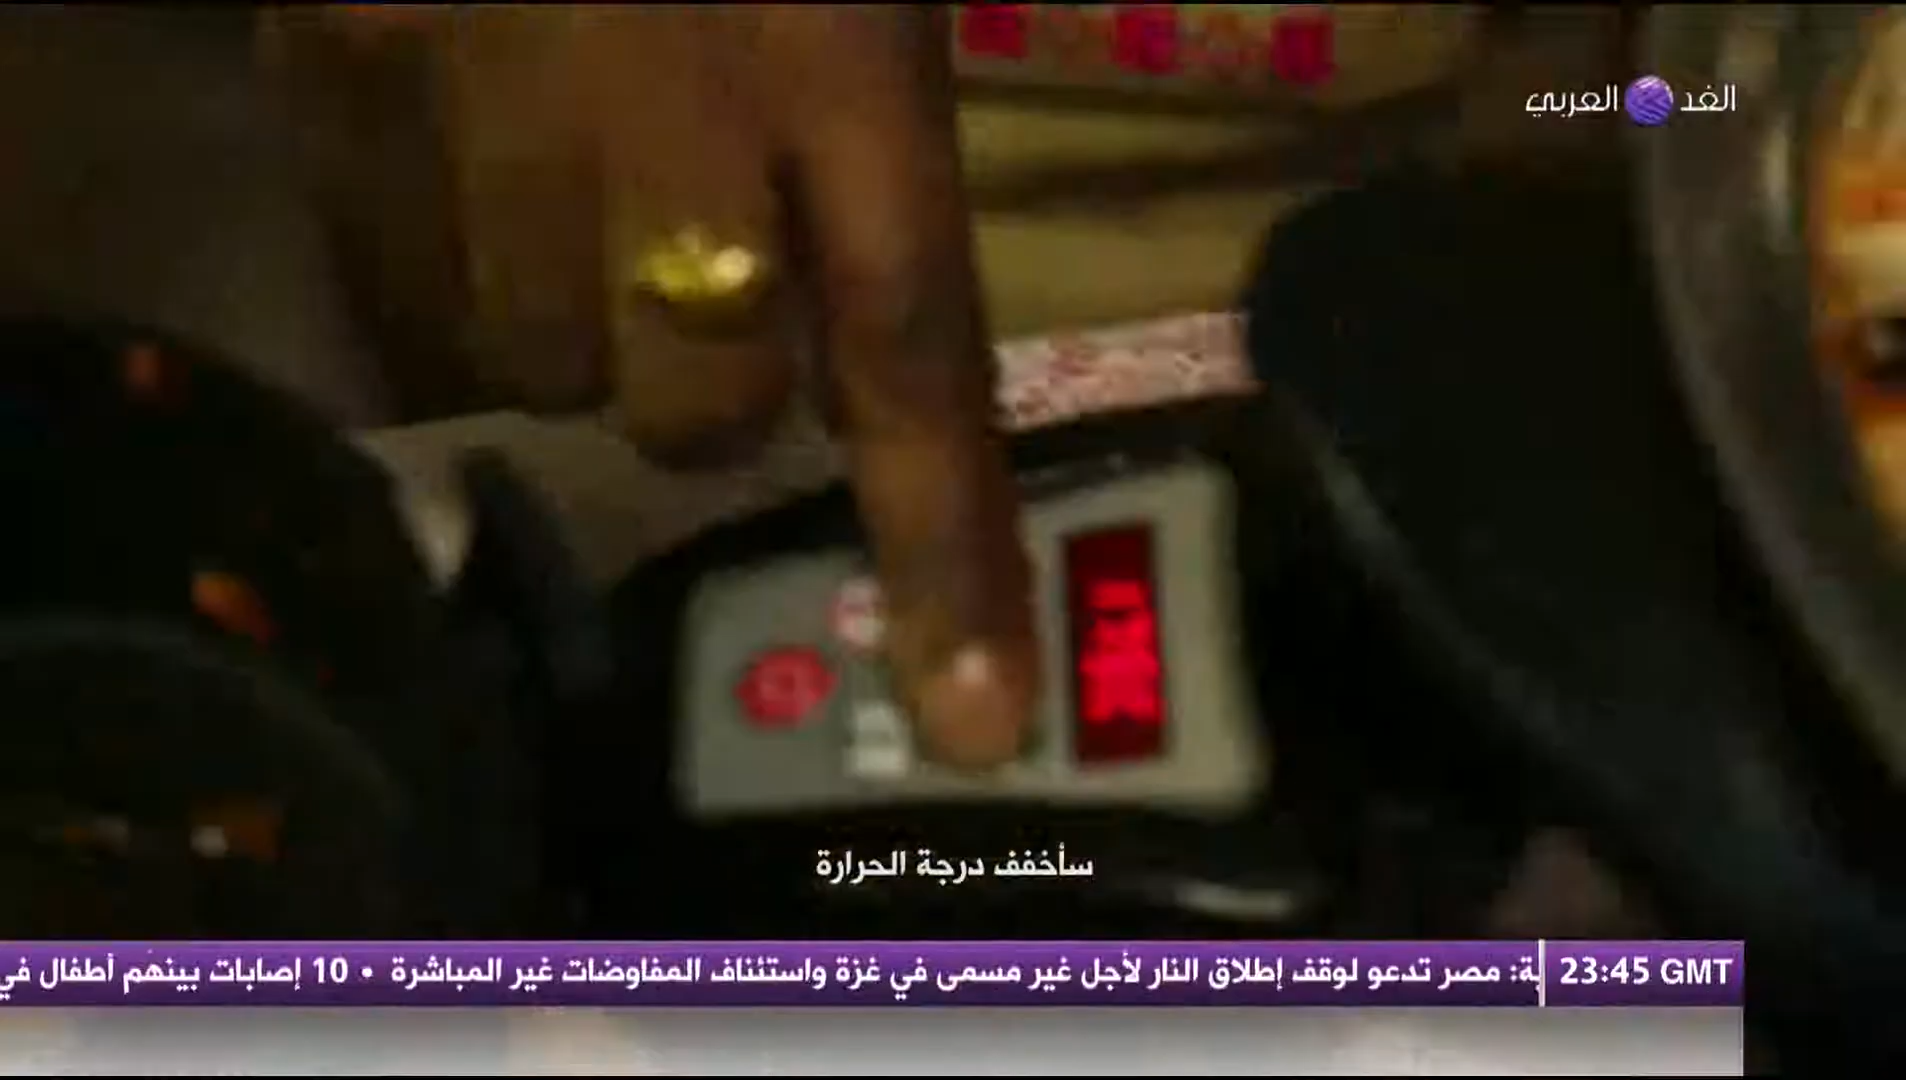 الغد العربي
سأخفف درجة الحرارة
ية: مصر تدعو لوقف إطلاق النار لأجل غير مسمى في غزة واستئناف المفاوضات غير المباشرة • 10 إصابات بينهم أطفال في
23:45 GMT